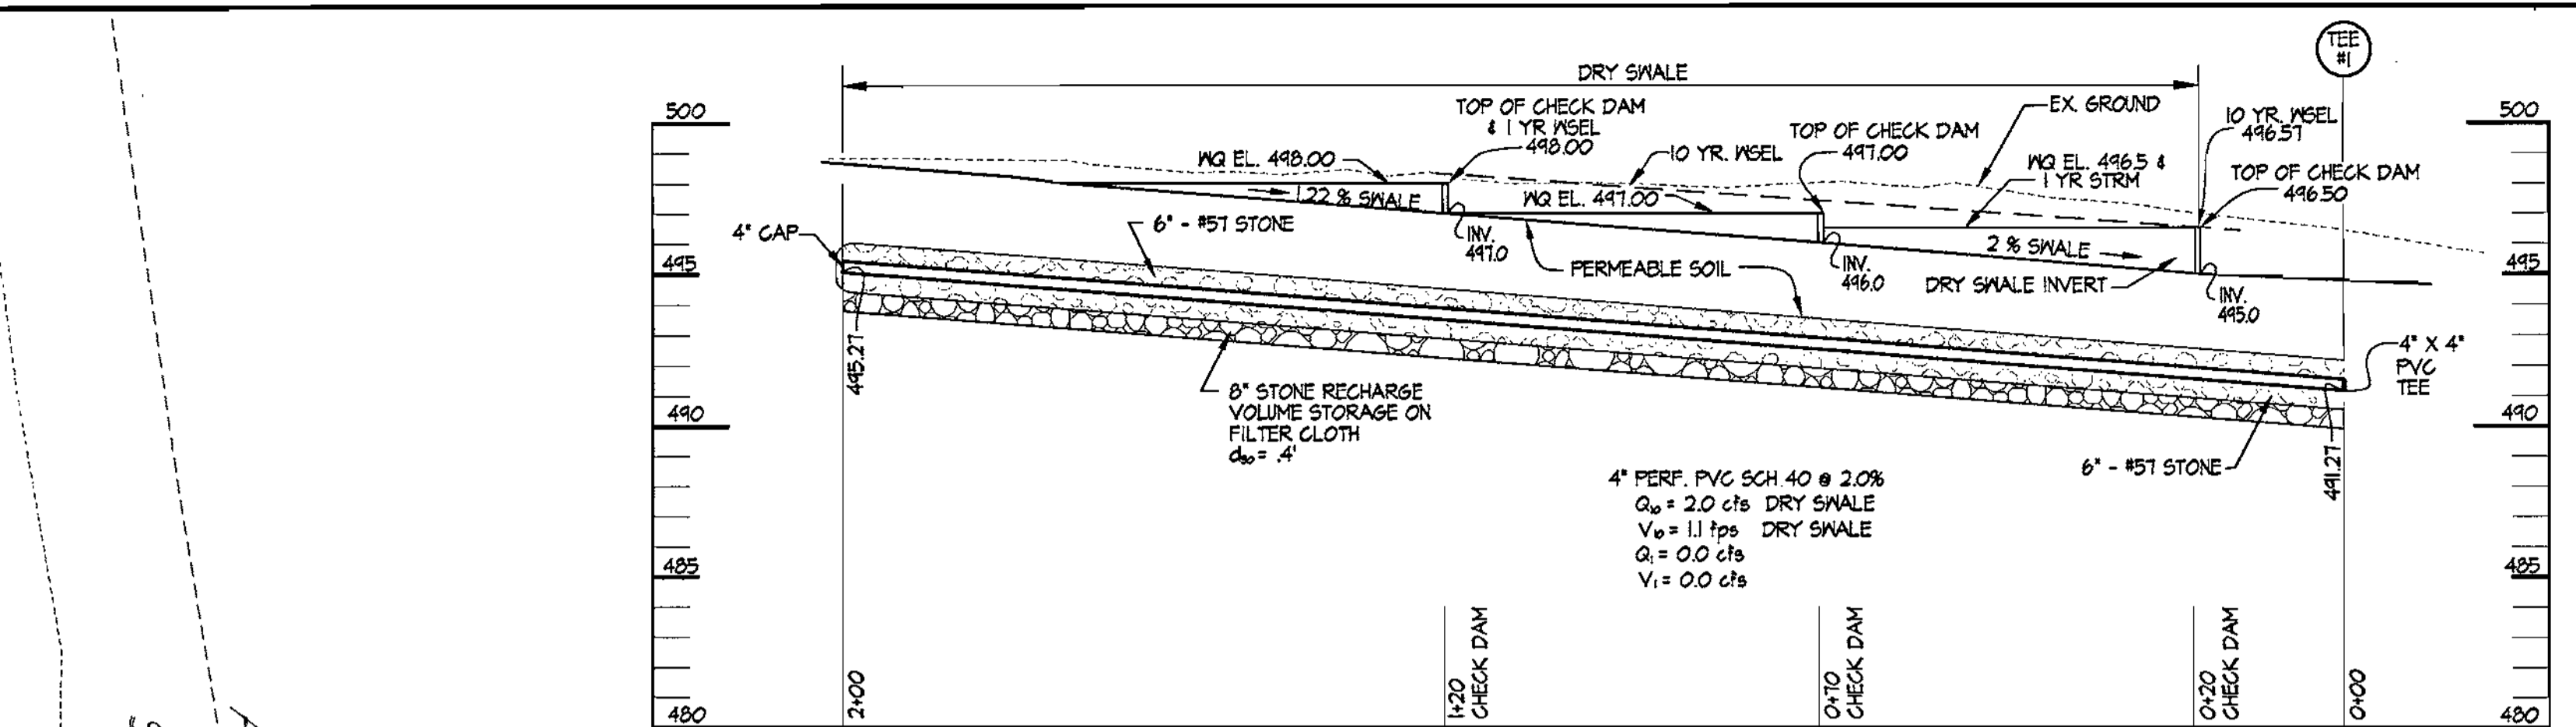 TEE
#1
DRY SWALE
500
TOP OF CHECK DAM
& 1 YR WSEL
498.00
EX. GROUND
10 YR. WSEL
496.57
500
WQ EL. 498.00
10 YR. WSEL
TOP OF CHECK DAM
497.00
WQ EL. 496.5 &
1 YR STRM
TOP OF CHECK DAM
496.50
1.22 % SWALE
WQ EL. 497.00
4" CAP
6" - #57 STONE
INV.
497.0
2 % SWALE
495
PERMEABLE SOIL
INV.
496.0
DRY SWALE INVERT
INV.
495.0
495
495.27
8" STONE RECHARGE
VOLUME STORAGE ON
FILTER CLOTH
d50 = .4'
4" X 4"
PVC
TEE
490
490
6" - #57 STONE
491.27
4" PERF. PVC SCH. 40 @ 2.0%
Q10 = 2.0 cfs DRY SWALE
V10 = 1.1 fps DRY SWALE
Q1 = 0.0 cfs
V1 = 0.0 cfs
485
485
2+00
1+20
CHECK DAM
0+70
CHECK DAM
0+20
CHECK DAM
0+00
480
480